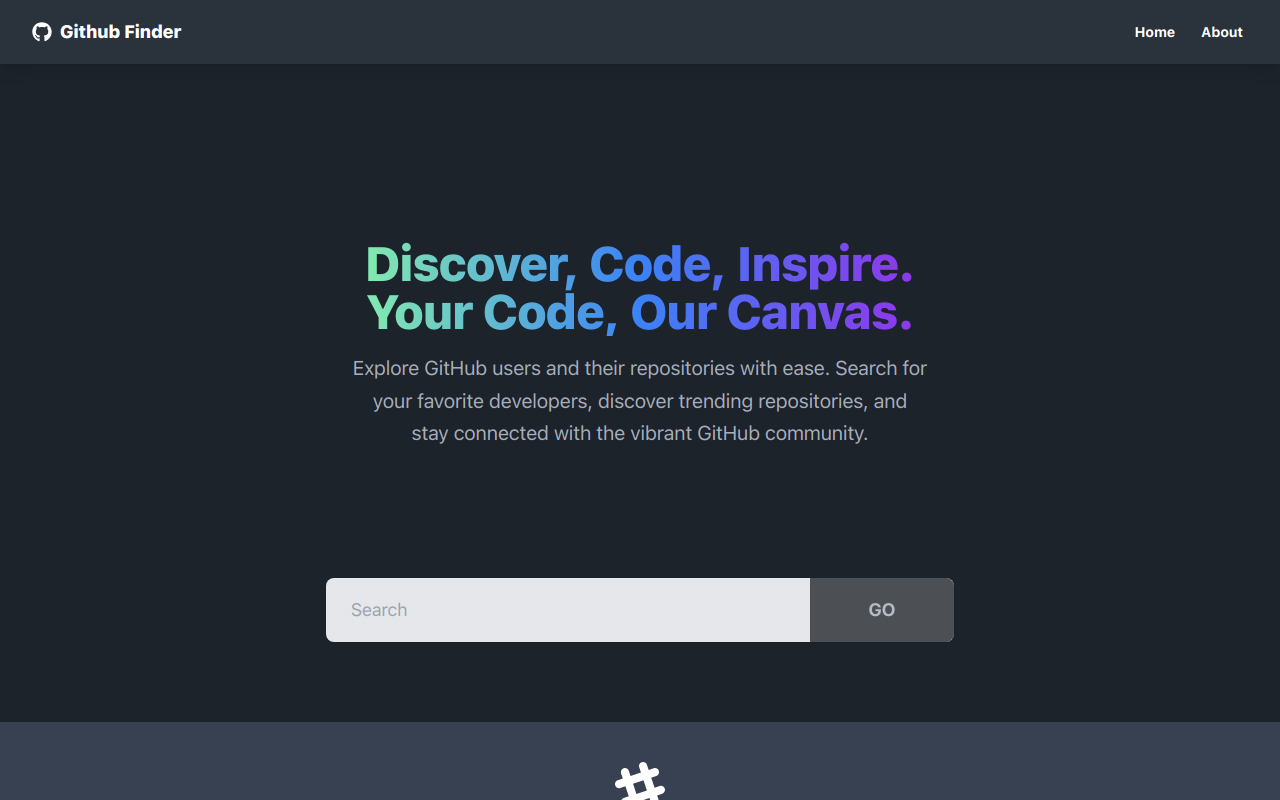 Github Finder
Home
About
Discover, Code, Inspire.
Your Code, Our Canvas.
Explore GitHub users and their repositories with ease. Search for
your favorite developers, discover trending repositories, and
stay connected with the vibrant GitHub community.
Search
GO